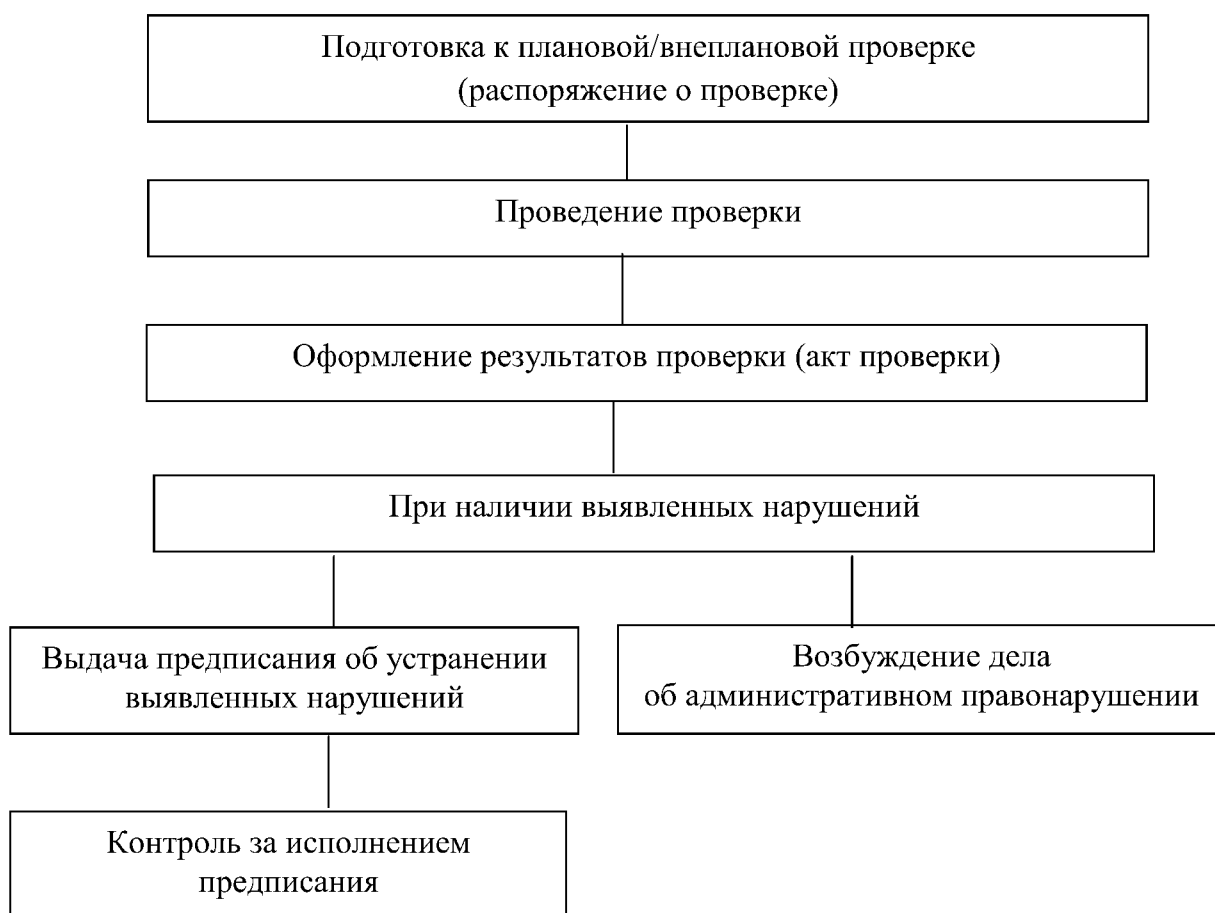 Подготовка к плановой/внеплановой проверке
(распоряжение о проверке)
Проведение проверки
Оформление результатов проверки (акт проверки)
При наличии выявленных нарушений
Выдача предписания об устранении
выявленных нарушений
Возбуждение дела
об административном правонарушении
Контроль за исполнением
предписания